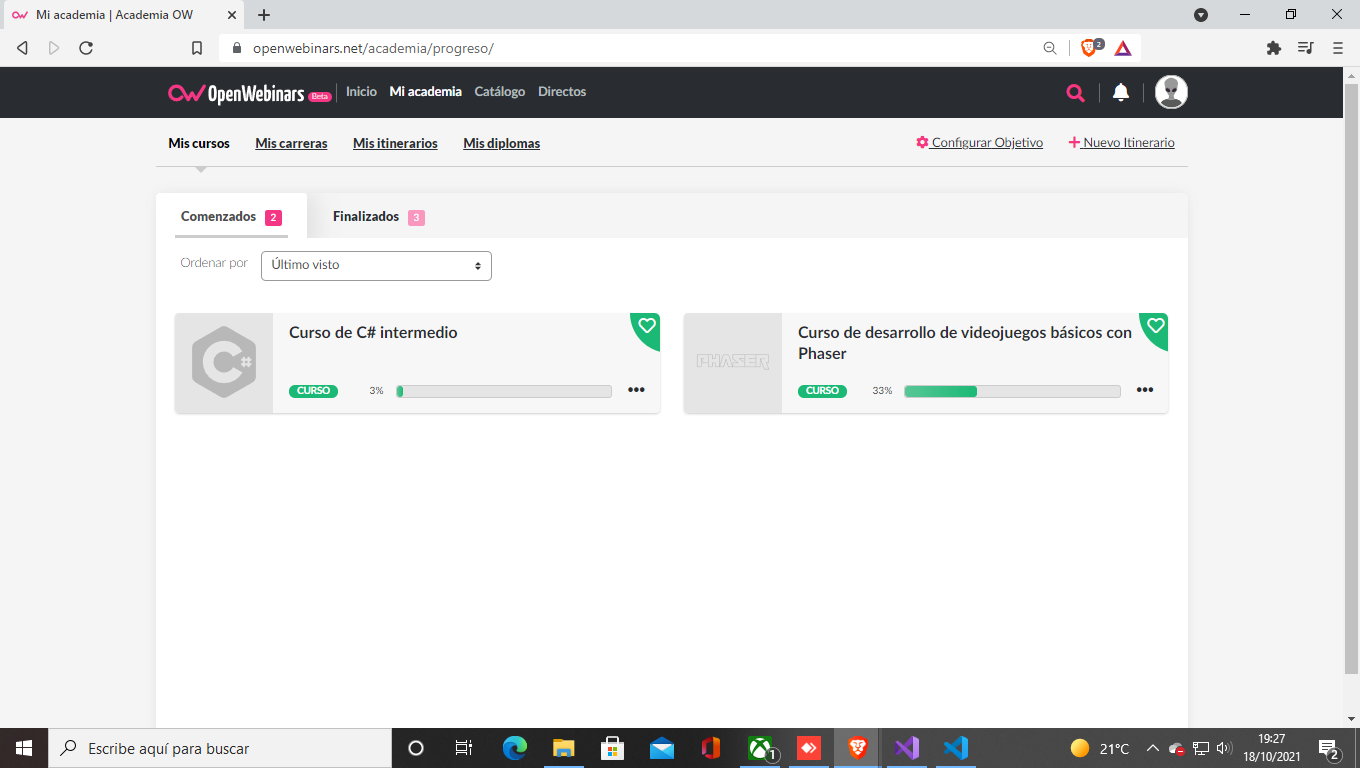 Mi academia | Academia OW
openwebinars.net/academia/progreso/
2
OpenWebinars Beta Inicio Mi academia Catálogo Directos
Mis cursos Mis carreras Mis itinerarios Mis diplomas Configurar Objetivo Nuevo Itinerario
Comenzados 2 Finalizados 3
Ordenar por Último visto
Curso de C# intermedio
CURSO 3%
C#
PHASER
Curso de desarrollo de videojuegos básicos con
Phaser
CURSO 33%
Escribe aquí para buscar
1
21°C
19:27
18/10/2021
2